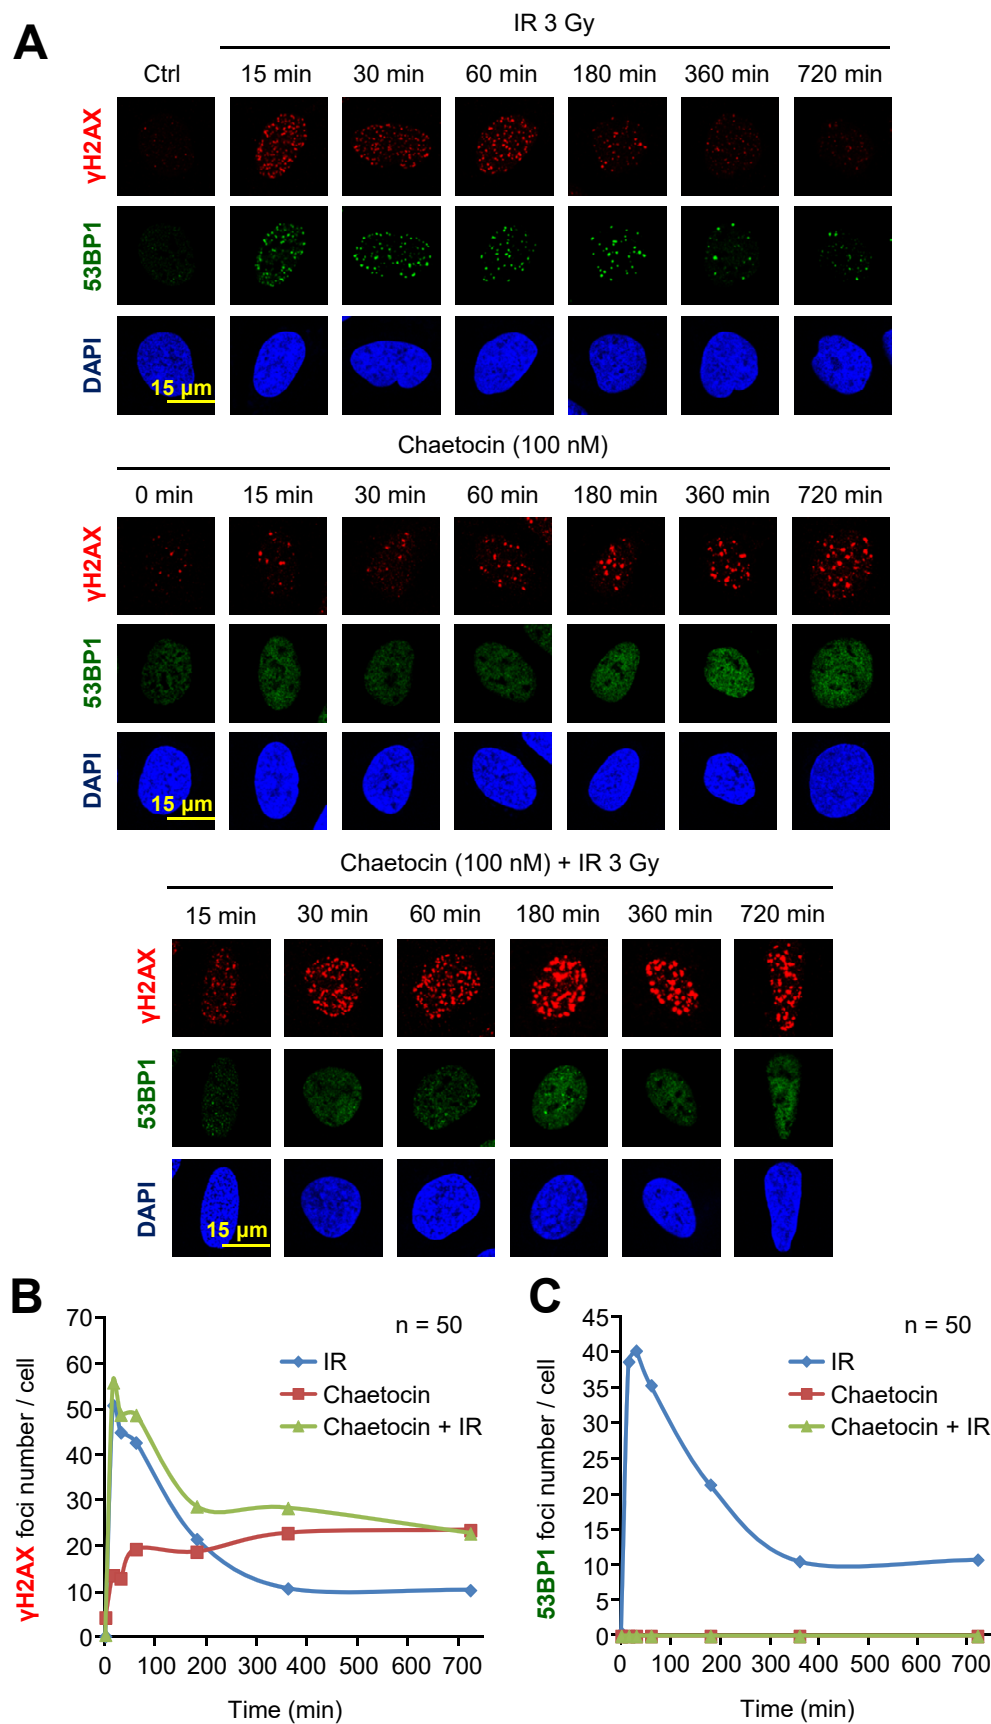 A
IR 3 Gy
Ctrl 15 min 30 min 60 min 180 min 360 min 720 min
γH2AX
53BP1
DAPI
15 μm
Chaetocin (100 nM)
0 min 15 min 30 min 60 min 180 min 360 min 720 min
γH2AX
53BP1
DAPI
15 μm
Chaetocin (100 nM) + IR 3 Gy
15 min 30 min 60 min 180 min 360 min 720 min
γH2AX
53BP1
DAPI
15 μm
B
γH2AX foci number / cell
70
60
50
40
30
20
10
0
n = 50
IR
Chaetocin
Chaetocin + IR
0 100 200 300 400 500 600 700
Time (min)
C
53BP1 foci number / cell
45
40
35
30
25
20
15
10
5
0
n = 50
IR
Chaetocin
Chaetocin + IR
0 100 200 300 400 500 600 700
Time (min)